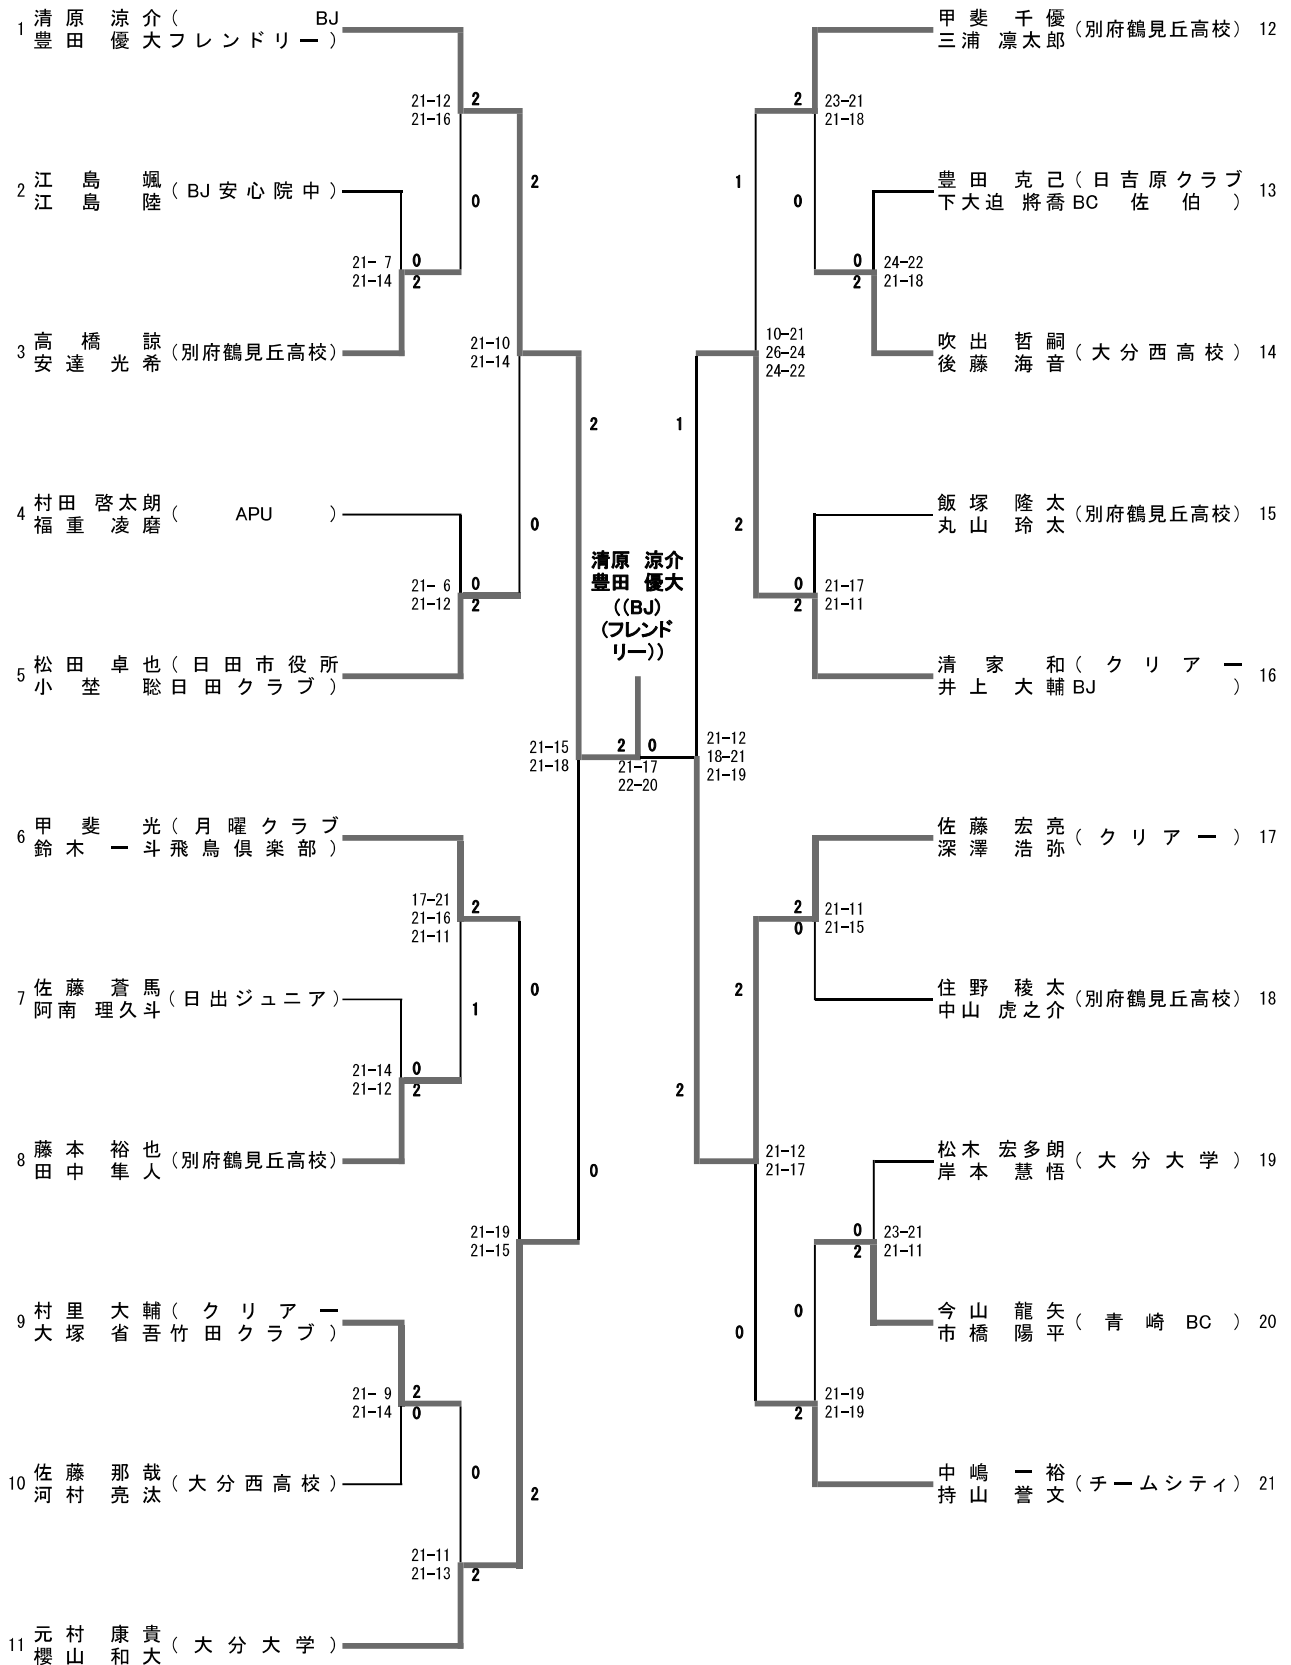 1 清原 涼介 ( BJ
豊田 優大 フレンドリー )
21-12 2
21-16
2 江島 颯 ( BJ安心院中 )
江島 陸
0
2
21- 7 0
21-14 2
3 高橋 諒 (別府鶴見丘高校)
安達 光希
21-10
21-14
2
4 村田 啓太朗 ( APU )
福重 凌磨
0
21- 6 0
21-12 2
5 松田 卓也 ( 日田市役所
小埜 聡 日田クラブ )
21-15
21-18
6 甲斐 光 ( 月曜クラブ
鈴木 一斗 飛鳥倶楽部 )
17-21 2
21-16
21-11
7 佐藤 蒼馬 (日出ジュニア)
阿南 理久斗
1
0
21-14 0
21-12 2
8 藤本 裕也 (別府鶴見丘高校)
田中 隼人
0
21-19
21-15
9 村里 大輔 ( クリアー
大塚 省吾 竹田クラブ )
21- 9 2
21-14 0
10 佐藤 那哉 ( 大分西高校 )
河村 亮汰
0
2
21-11
21-13 2
11 元村 康貴 ( 大分大学 )
櫻山 和大
清原 涼介
豊田 優大
((BJ)
(フレンド
リー))
2 0
21-17
22-20
甲斐 千優 (別府鶴見丘高校) 12
三浦 凛太郎
2 23-21
21-18
1
豊田 克己 ( 日吉原クラブ 13
下大迫 將喬 BC佐伯 )
0
0 24-22
2 21-18
吹出 哲嗣 ( 大分西高校 ) 14
後藤 海音
10-21
26-24
24-22
1
飯塚 隆太 (別府鶴見丘高校) 15
丸山 玲太
2
0 21-17
2 21-11
清家 和 ( クリアー 16
井上 大輔 BJ )
21-12
18-21
21-19
佐藤 宏亮 ( クリアー ) 17
深澤 浩弥
2 21-11
0 21-15
2
住野 稜太 (別府鶴見丘高校) 18
中山 虎之介
2
21-12
21-17
松木 宏多朗 ( 大分大学 ) 19
岸本 慧悟
0 23-21
2 21-11
0
今山 龍矢 ( 青崎BC ) 20
市橋 陽平
0
21-19
2 21-19
中嶋 一裕 (チームシティ) 21
持山 誉文